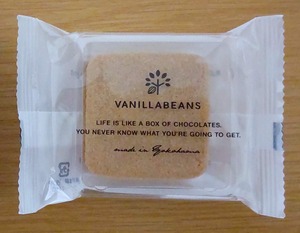 VANILLABEANS
LIFE IS LIKE A BOX OF CHOCOLATES.
YOU NEVER KNOW WHAT YOU'RE GOING TO GET.
made in Yokohama